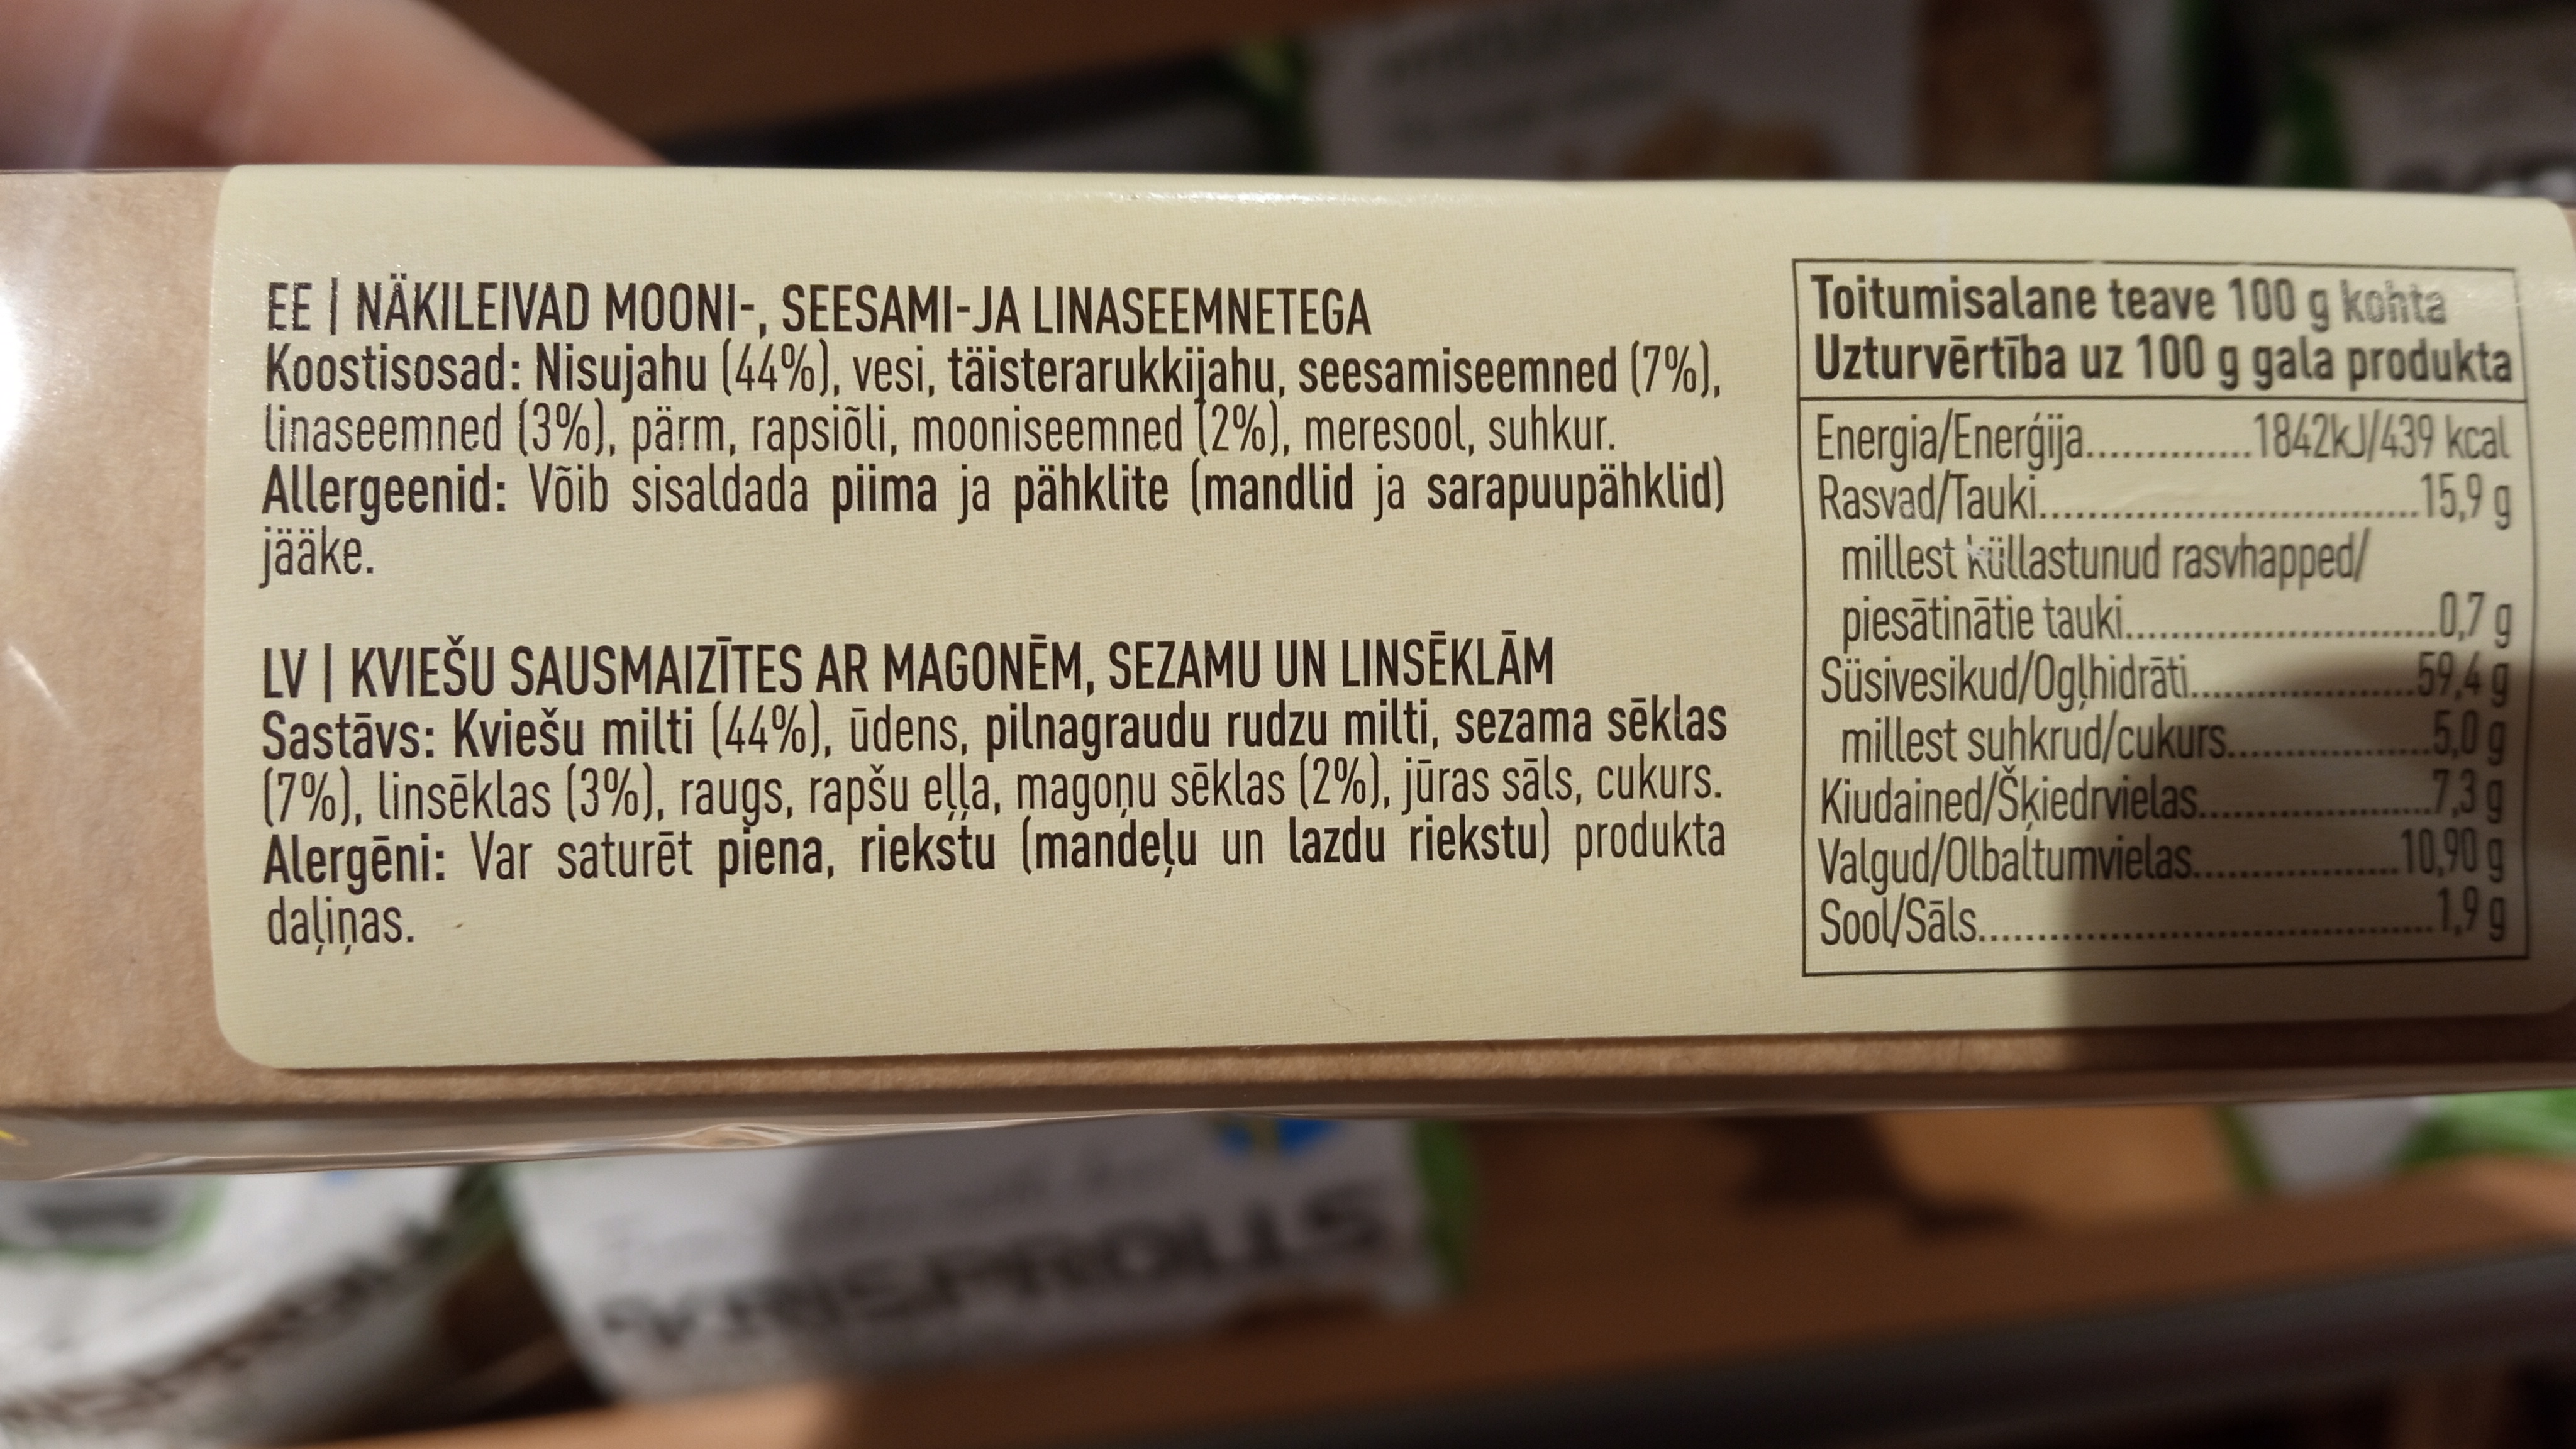 EE | NÄKILEIVAD MOONI-, SEESAMI-JA LINASEEMNETEGA
Koostisosad: Nisujahu (44%), vesi, täisterarukkijahu, seesamiseemned (7%),
linaseemned (3%), pärm, rapsiõli, mooniseemned (2%), meresool, suhkur.
Allergeenid: Võib sisaldada piima ja pähklite (mandlid ja sarapuupähklid)
jääke.
LV | KVIEŠU SAUSMAIZĪTES AR MAGONĒM, SEZAMU UN LINSĒKLĀM
Sastāvs: Kviešu milti (44%), ūdens, pilnagraudu rudzu milti, sezama sēklas
(7%), linsēklas (3%), raugs, rapšu eļļa, magoņu sēklas (2%), jūras sāls, cukurs.
Alergēni: Var saturēt piena, riekstu (mandeļu un lazdu riekstu) produkta
daļiņas.
Toitumisalane teave 100 g kohta
Uzturvērtība uz 100 g gala produkta
Energia/Enerģija...............1842kJ/439 kcal
Rasvad/Tauki....................................15,9 g
millest küllastunud rasvhapped/
piesātinātie tauki.............................0,7 g
Süsivesikud/Ogļhidrāti.....................59,4 g
millest suhkrud/cukurs...................5,0 g
Kiudained/Šķiedrvielas.....................7,3 g
Valgud/Olbaltumvielas...................10,90 g
Sool/Sāls...........................................1,9 g
KRISPROLLS